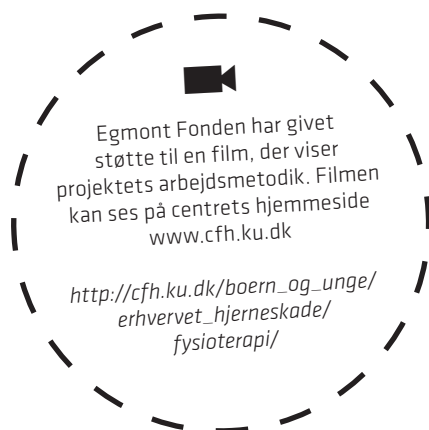 Egmont Fonden har givet
støtte til en film, der viser
projektets arbejdsmetodik. Filmen
kan ses på centrets hjemmeside
www.cfh.ku.dk
http://cfh.ku.dk/boern_og_unge/
erhvervet_hjerneskade/
fysioterapi/